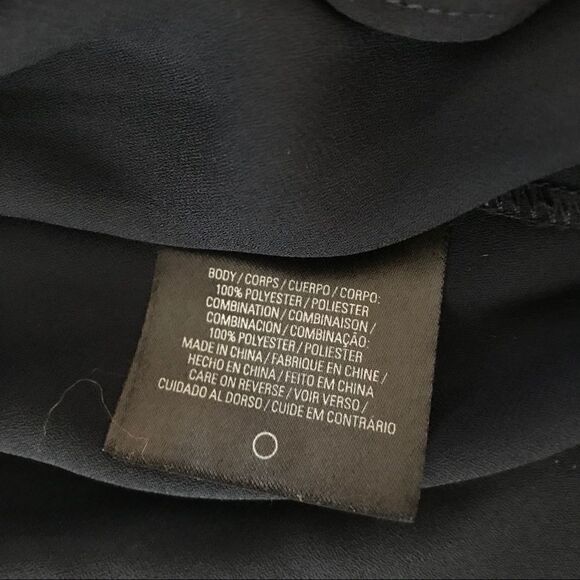 BODY / CORPS / CUERPO / CORPO:
100% POLYESTER / POLIESTER
COMBINATION / COMBINAISON /
COMBINACION / COMBINAÇÃO:
100% POLYESTER / POLIESTER
MADE IN CHINA / FABRIQUE EN CHINE /
HECHO EN CHINA / FEITO EM CHINA
CARE ON REVERSE / VOIR VERSO /
CUIDADO AL DORSO / CUIDE EM CONTRÁRIO